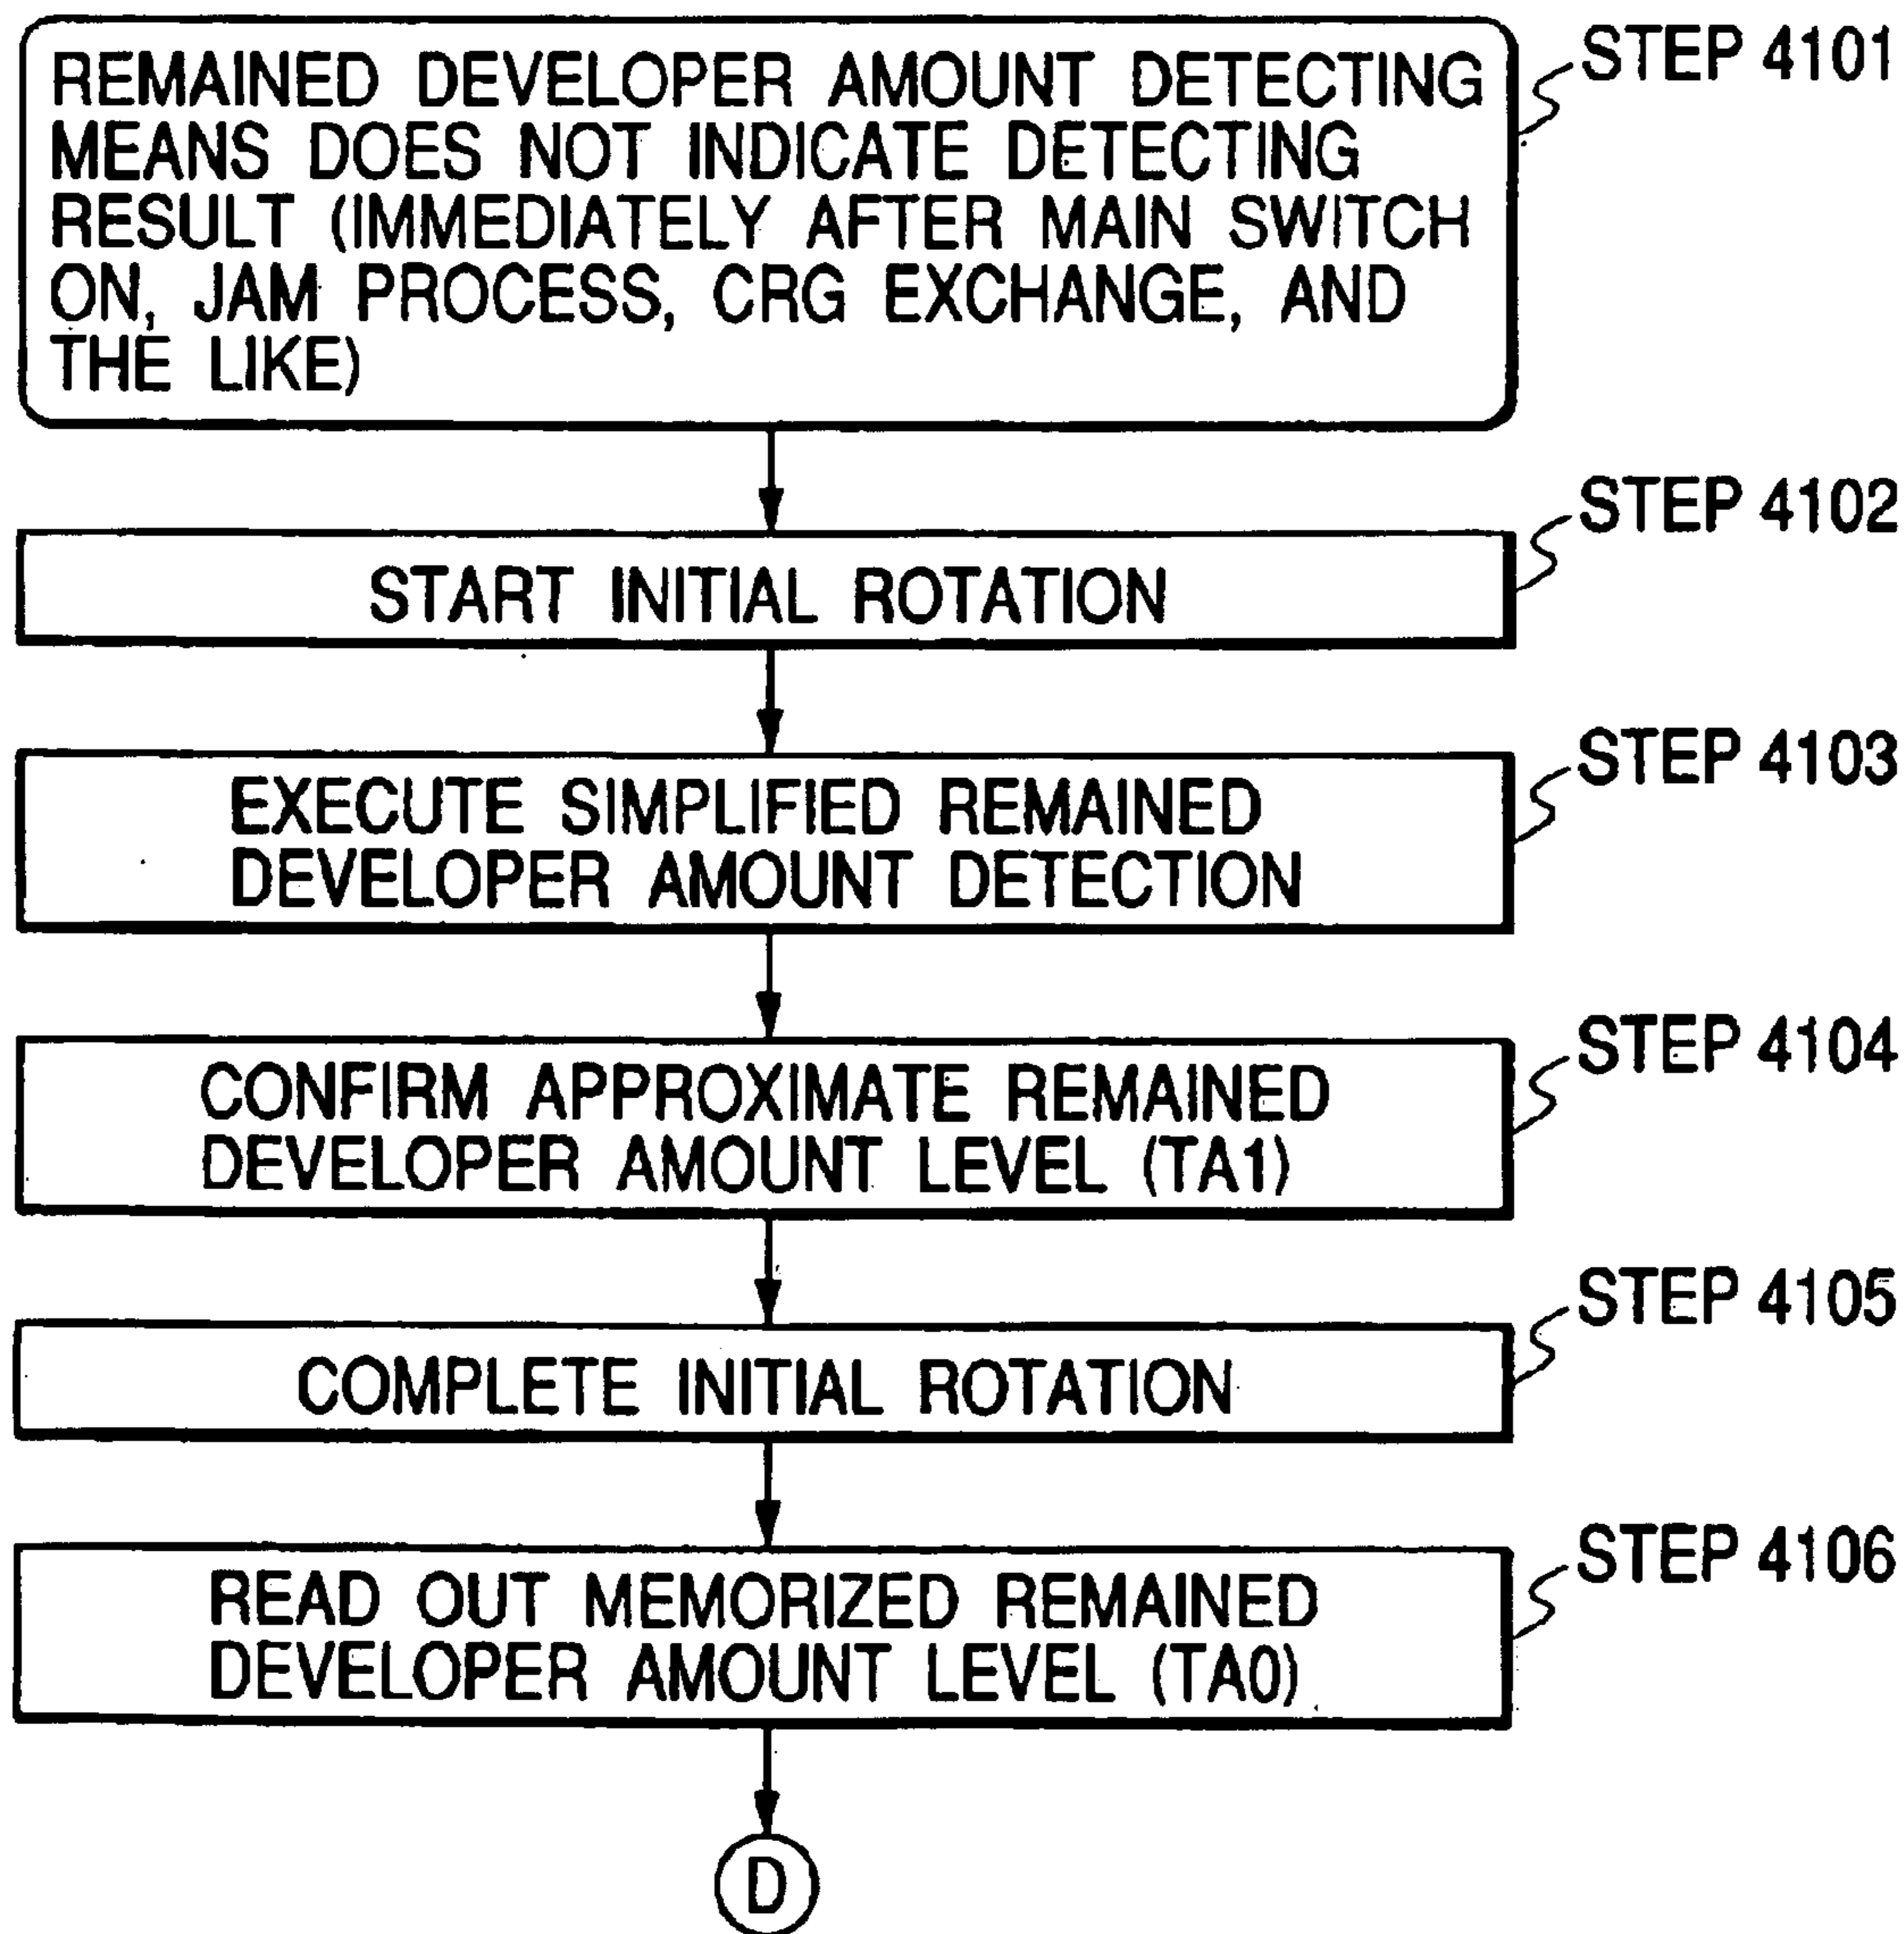 REMAINED DEVELOPER AMOUNT DETECTING
MEANS DOES NOT INDICATE DETECTING
RESULT (IMMEDIATELY AFTER MAIN SWITCH
ON, JAM PROCESS, CRG EXCHANGE, AND
THE LIKE)
STEP 4101
STEP 4102
START INITIAL ROTATION
STEP 4103
EXECUTE SIMPLIFIED REMAINED
DEVELOPER AMOUNT DETECTION
STEP 4104
CONFIRM APPROXIMATE REMAINED
DEVELOPER AMOUNT LEVEL (TA1)
STEP 4105
COMPLETE INITIAL ROTATION
STEP 4106
READ OUT MEMORIZED REMAINED
DEVELOPER AMOUNT LEVEL (TA0)
D